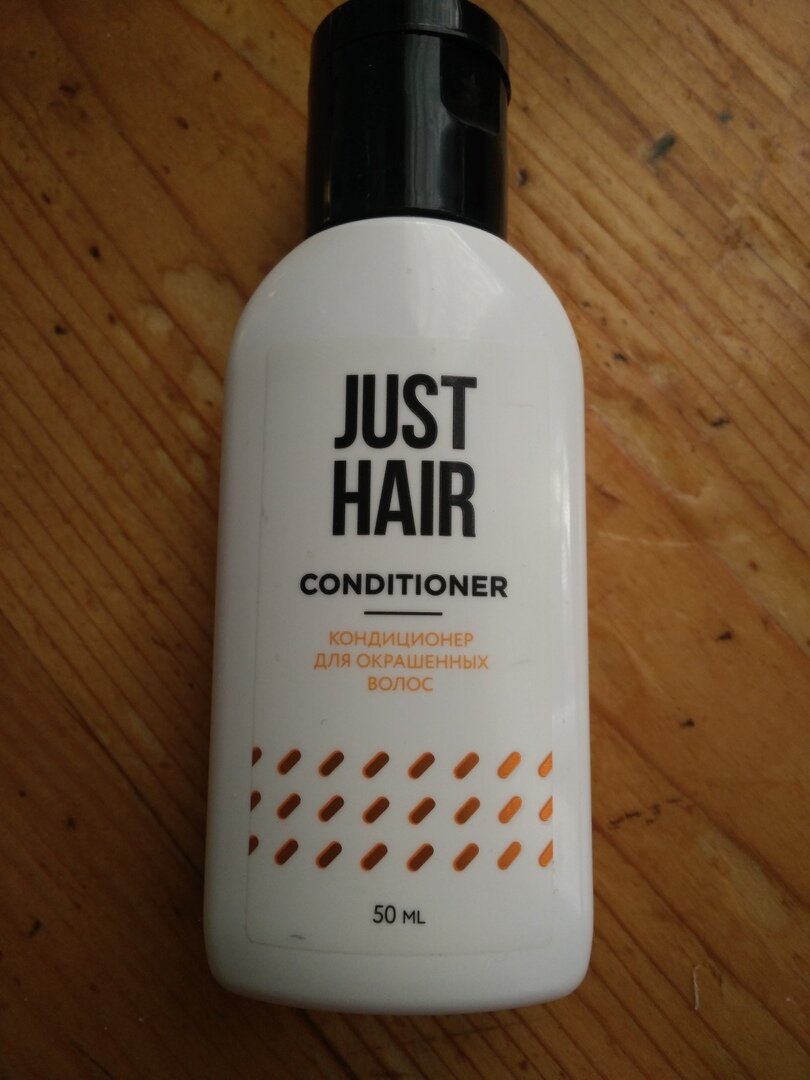 JUST
HAIR
CONDITIONER
КОНДИЦИОНЕР
ДЛЯ ОКРАШЕННЫХ
ВОЛОС
50 ML